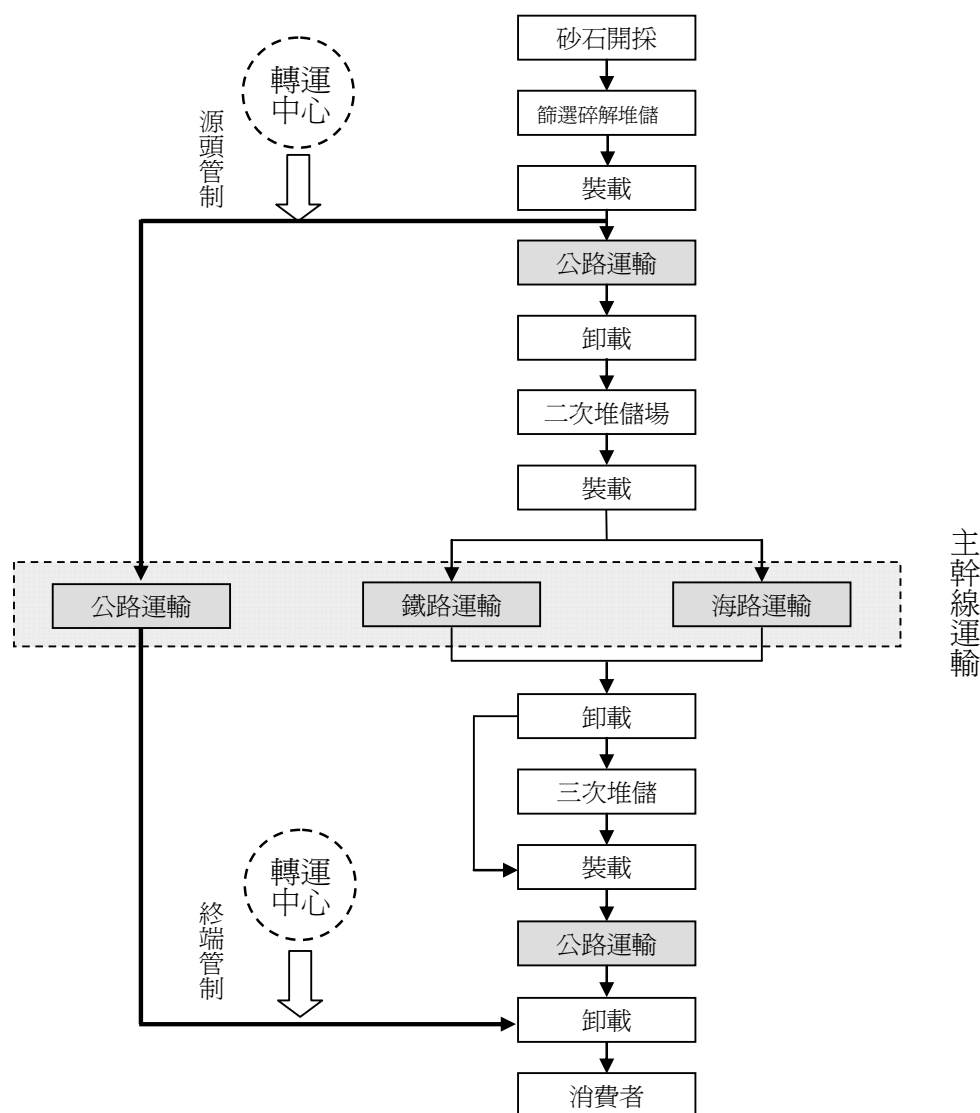 砂石開採
轉運
中心
篩選碎解堆儲
源頭管制
裝載
公路運輸
卸載
二次堆儲場
裝載
主幹線運輸
公路運輸
鐵路運輸
海路運輸
卸載
三次堆儲
裝載
轉運
中心
終端管制
公路運輸
卸載
消費者